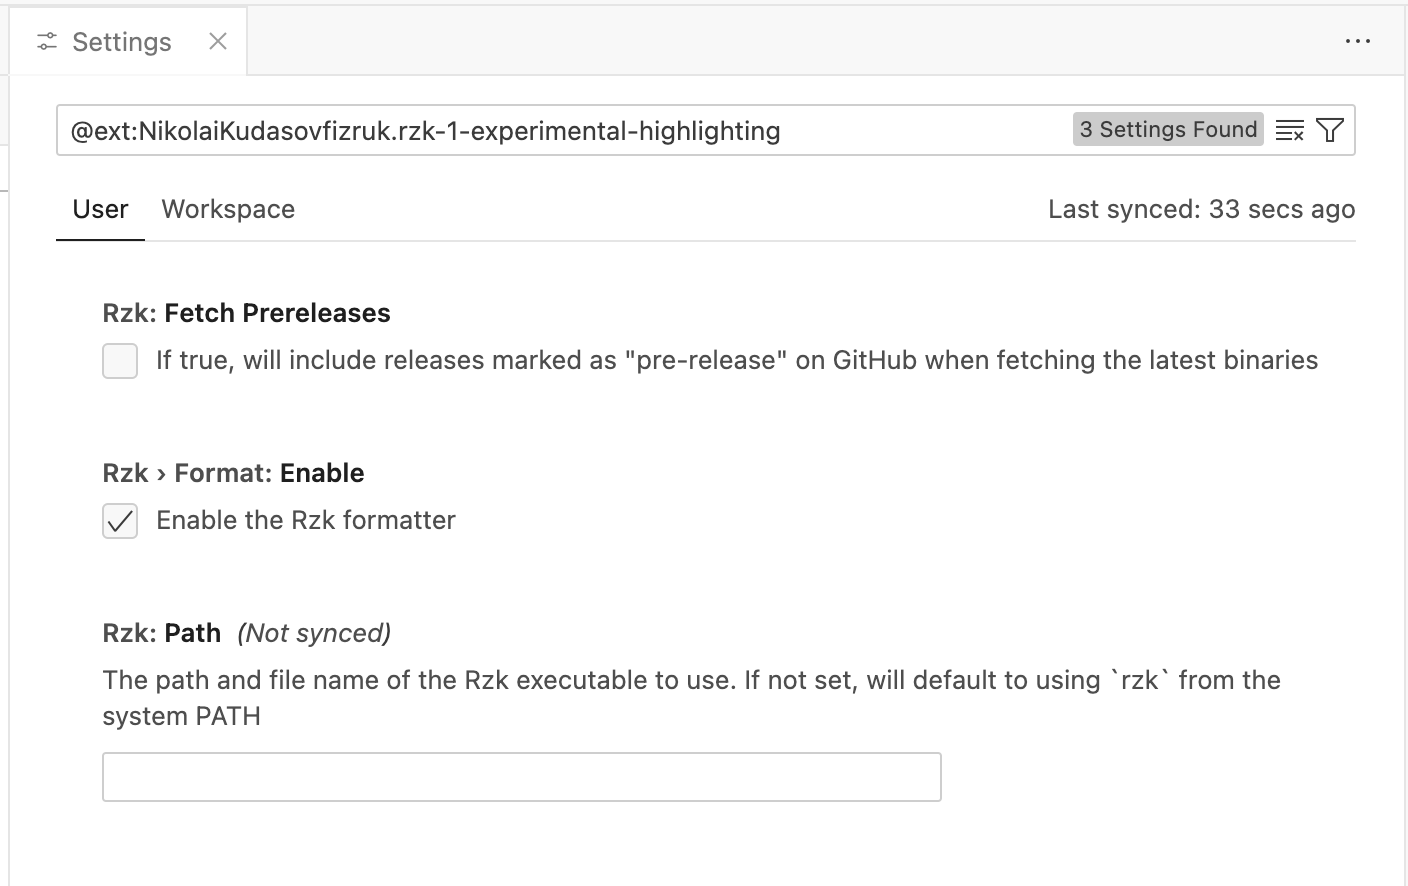 Settings
@ext:NikolaiKudasovfizruk.rzk-1-experimental-highlighting
3 Settings Found
User Workspace Last synced: 33 secs ago
Rzk: Fetch Prereleases
If true, will include releases marked as "pre-release" on GitHub when fetching the latest binaries
Rzk › Format: Enable
Enable the Rzk formatter
Rzk: Path (Not synced)
The path and file name of the Rzk executable to use. If not set, will default to using `rzk` from the
system PATH